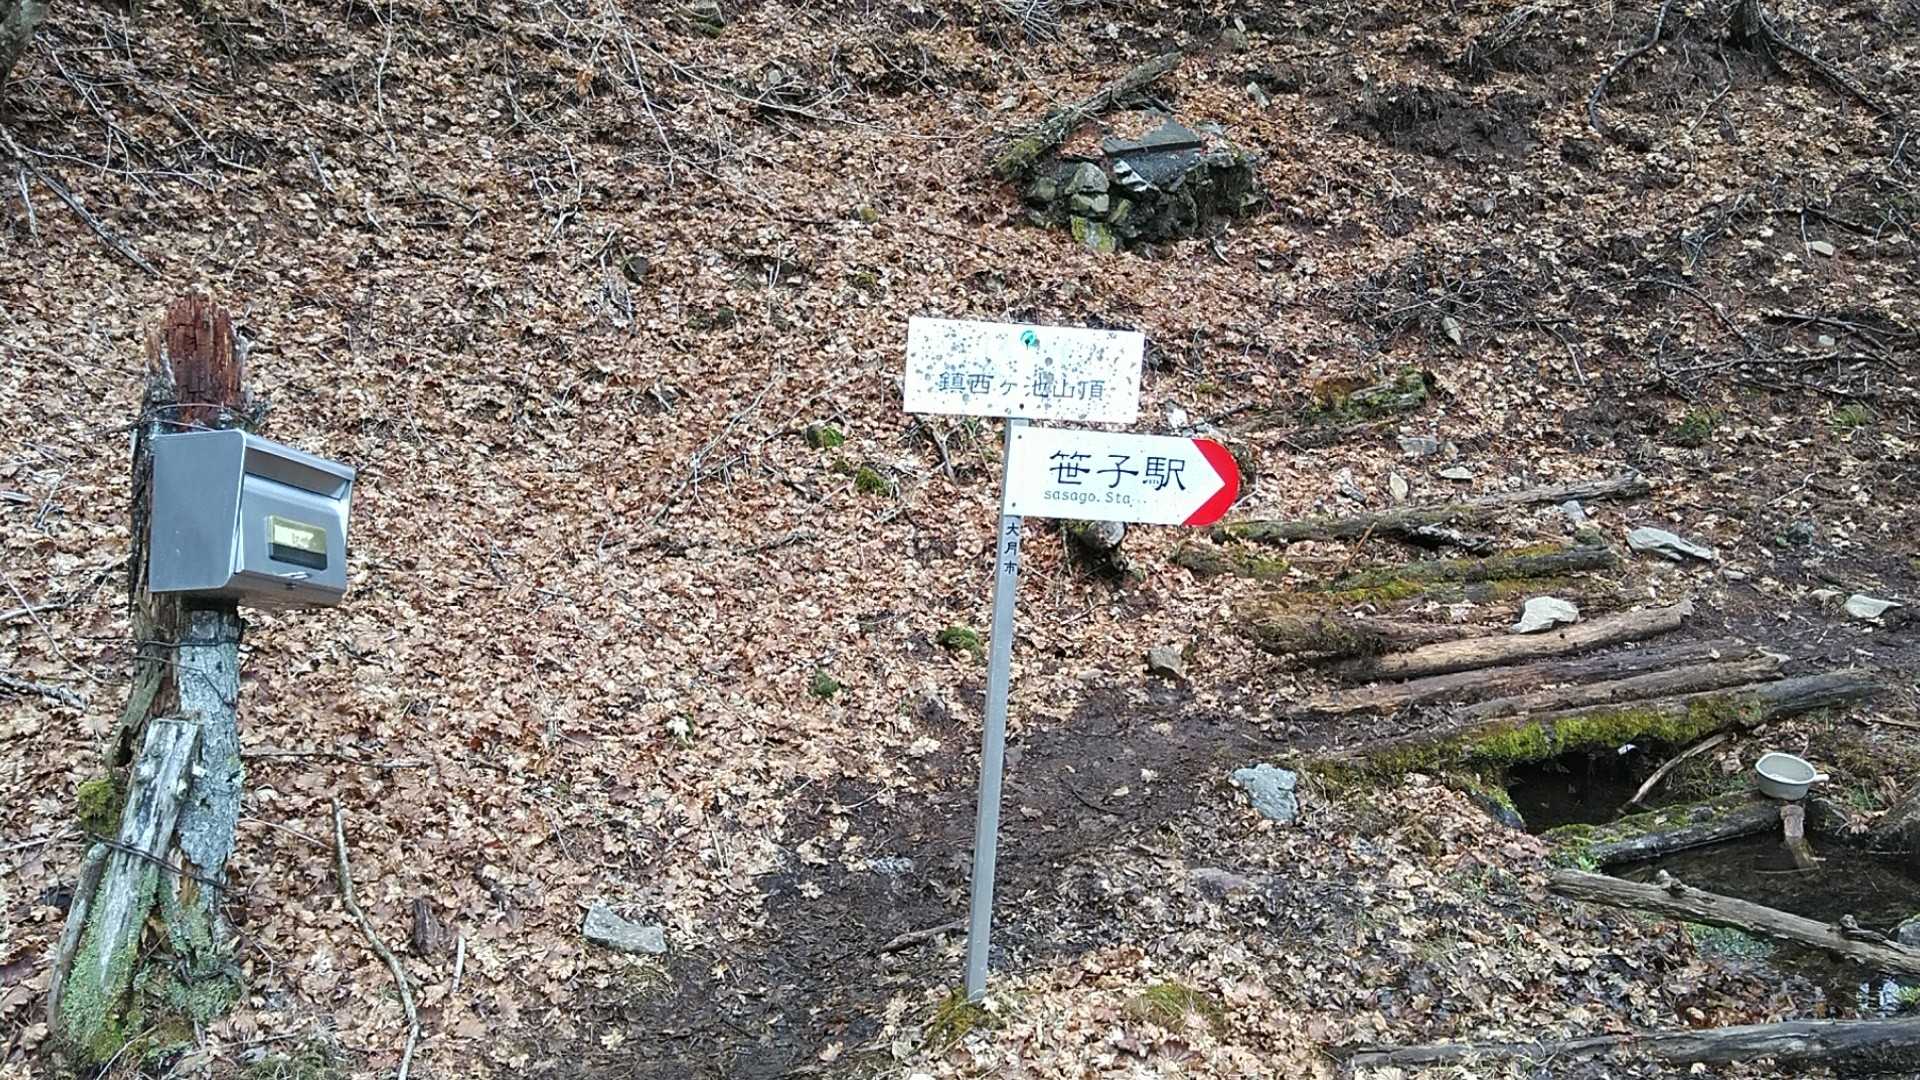 鎮西ヶ池山頂
笹子駅
sasago. Sta.
大月市